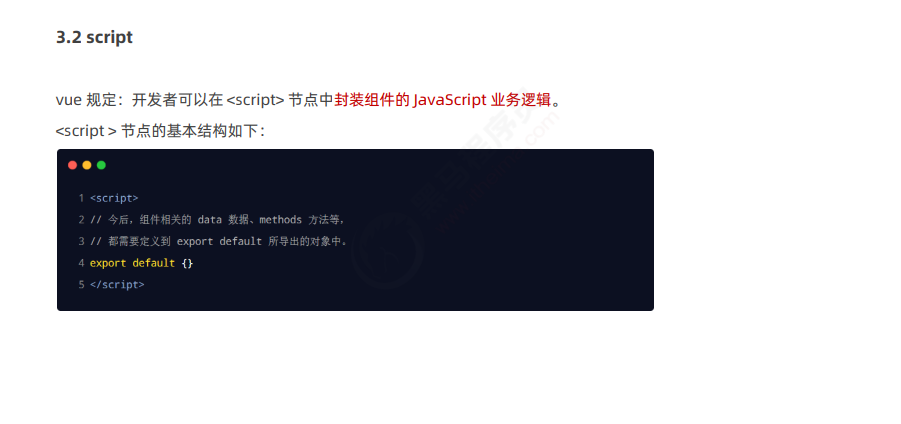 3.2 script
vue 规定：开发者可以在 <script> 节点中封装组件的 JavaScript 业务逻辑。
<script > 节点的基本结构如下：
1 <script>
2 // 今后，组件相关的 data 数据、methods 方法等，
3 // 都需要定义到 export default 所导出的对象中。
4 export default {}
5 </script>